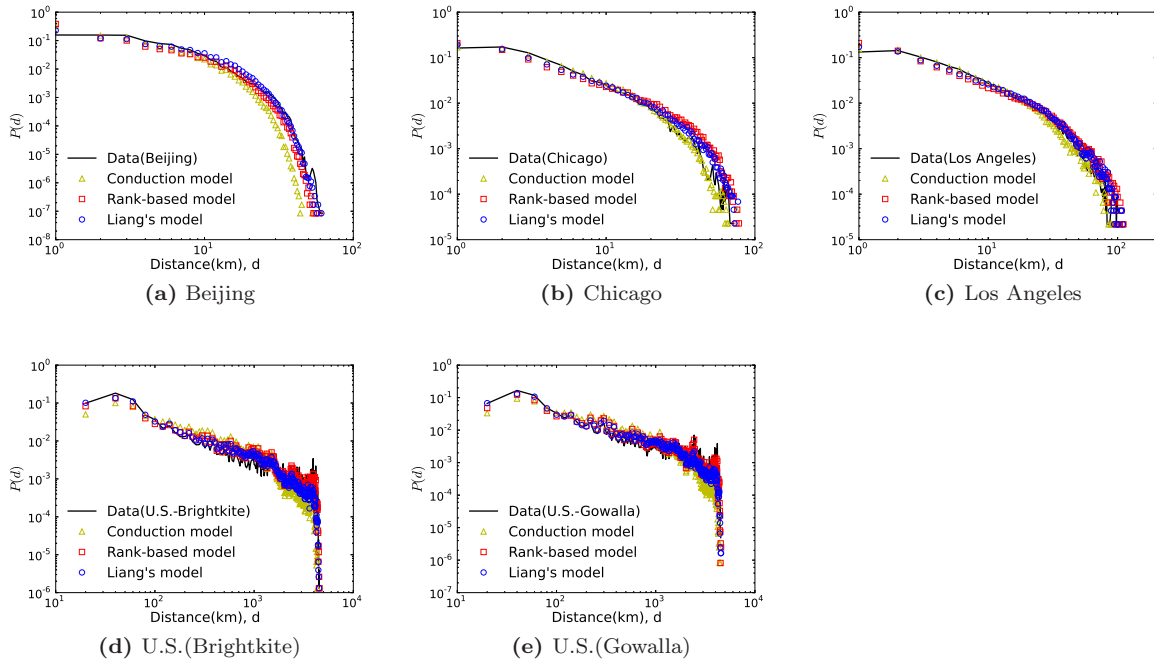 10^0
10^-1
10^-2
10^-3
10^-4
10^-5
10^-6
10^-7
10^-8
P(d)
Data(Beijing)
Conduction model
Rank-based model
Liang's model
10^0 10^1 10^2
Distance(km), d
(a) Beijing
10^0
10^-1
10^-2
10^-3
10^-4
10^-5
P(d)
Data(Chicago)
Conduction model
Rank-based model
Liang's model
10^0 10^1 10^2
Distance(km), d
(b) Chicago
10^0
10^-1
10^-2
10^-3
10^-4
10^-5
P(d)
Data(Los Angeles)
Conduction model
Rank-based model
Liang's model
10^0 10^1 10^2
Distance(km), d
(c) Los Angeles
10^0
10^-1
10^-2
10^-3
10^-4
10^-5
10^-6
P(d)
Data(U.S.-Brightkite)
Conduction model
Rank-based model
Liang's model
10^1 10^2 10^3 10^4
Distance(km), d
(d) U.S.(Brightkite)
10^0
10^-1
10^-2
10^-3
10^-4
10^-5
10^-6
10^-7
P(d)
Data(U.S.-Gowalla)
Conduction model
Rank-based model
Liang's model
10^1 10^2 10^3 10^4
Distance(km), d
(e) U.S.(Gowalla)